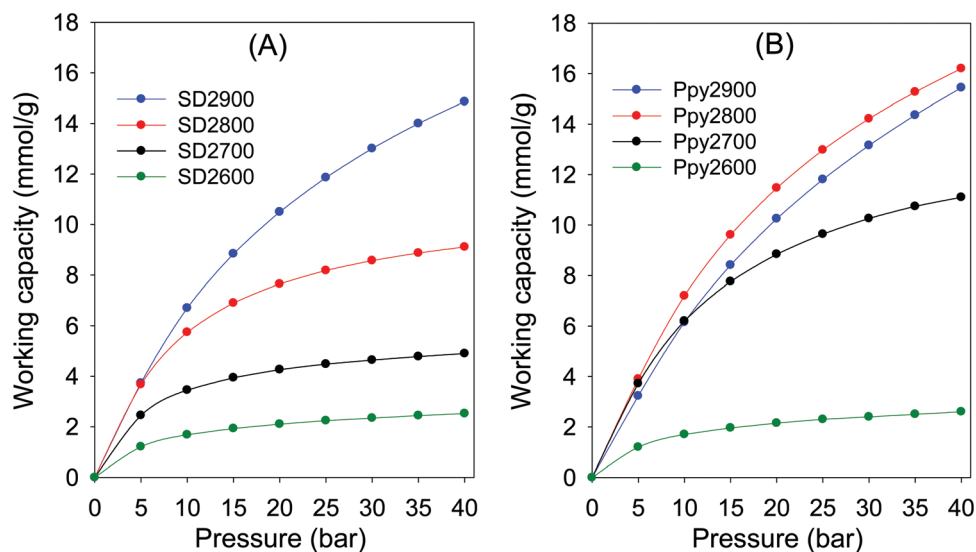 (A)
Working capacity (mmol/g)
18
16
14
12
10
8
6
4
2
0
SD2900
SD2800
SD2700
SD2600
0 5 10 15 20 25 30 35 40
Pressure (bar)
(B)
Working capacity (mmol/g)
18
16
14
12
10
8
6
4
2
0
Ppy2900
Ppy2800
Ppy2700
Ppy2600
0 5 10 15 20 25 30 35 40
Pressure (bar)